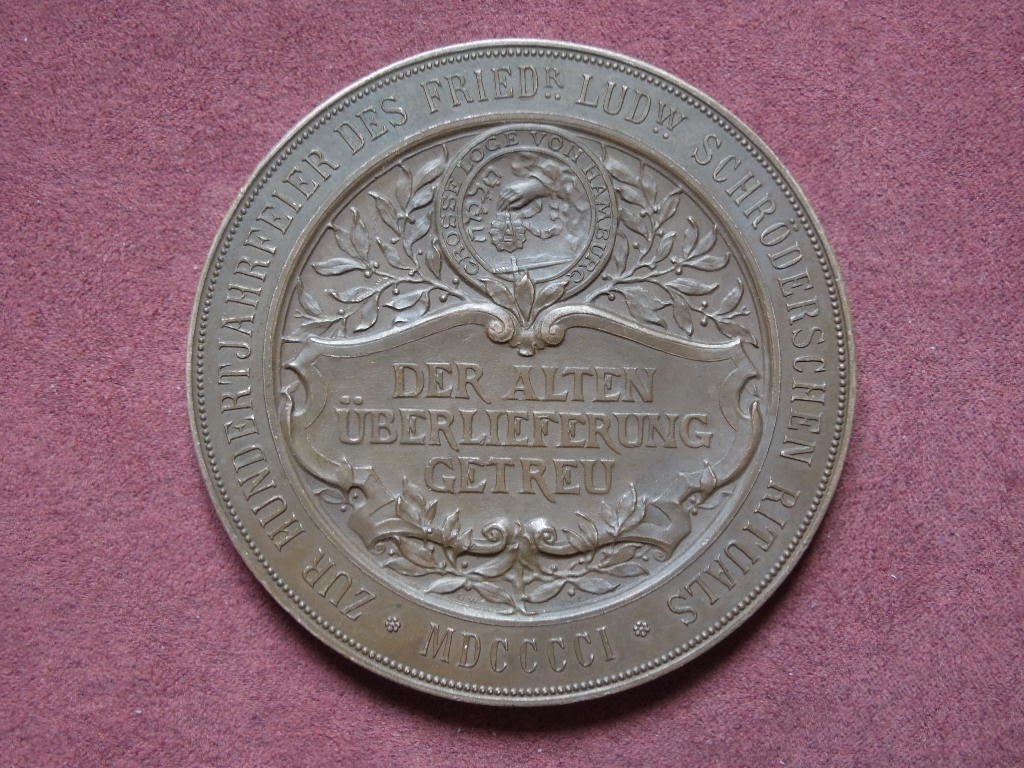 ZUR HUNDERTJAHRFEIER DES FRIEDR. LUDW. SCHRÖDERSCHEN RITUALS
GROSSE LOGE VON HAMBURG
DER ALTEN
ÜBERLIEFERUNG
GETREU
* MDCCCCI *